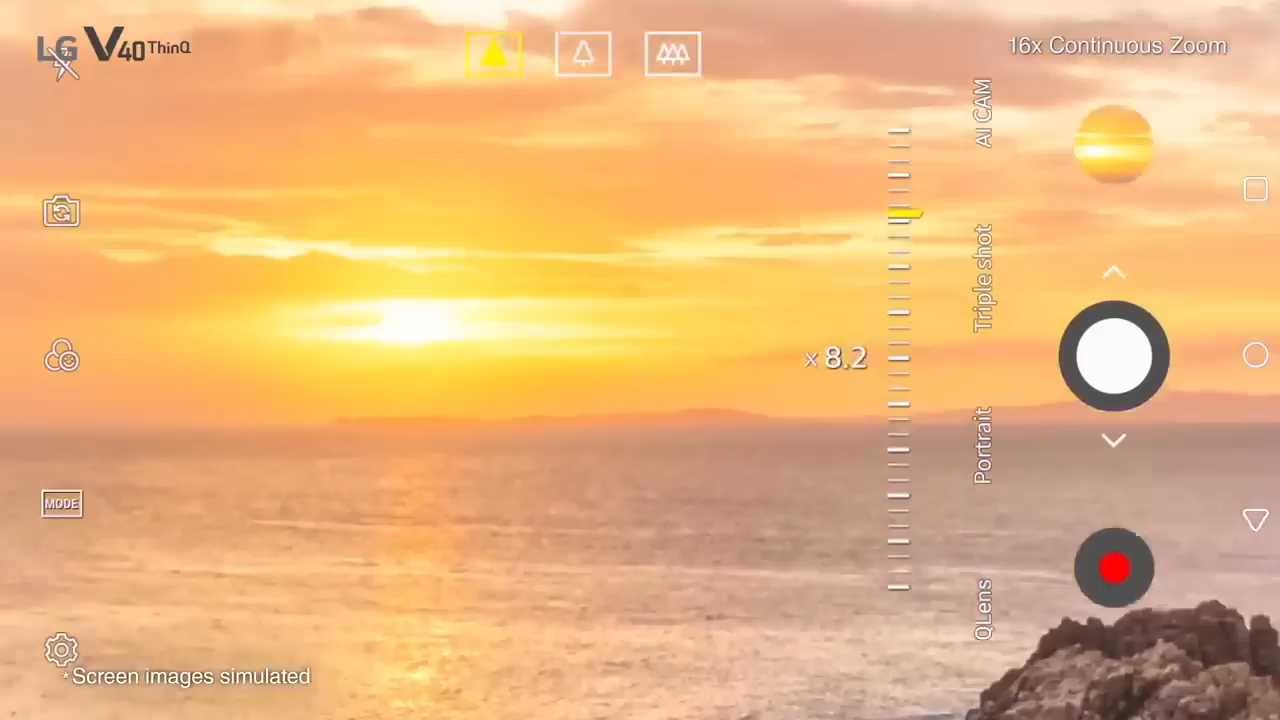 LG V40 ThinQ
16x Continuous Zoom
AI CAM
Triple shot
× 8.2
Portrait
MODE
QLens
*Screen images simulated